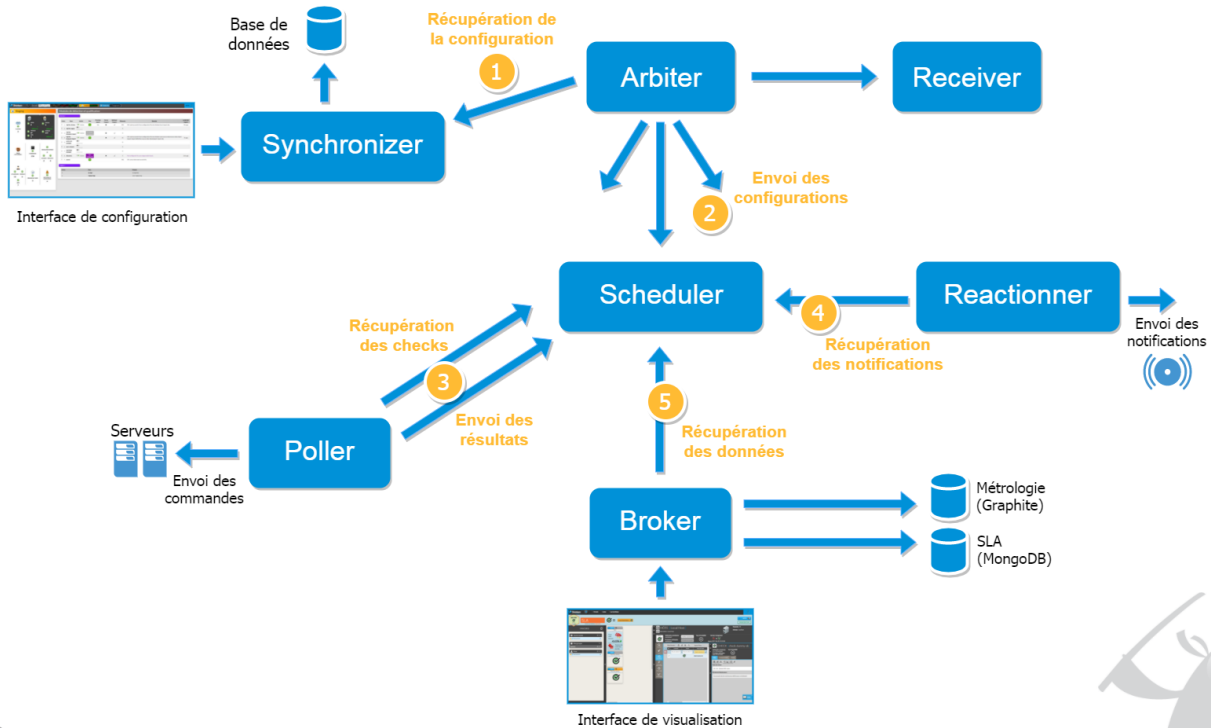 Base de
données
Récupération de
la configuration
1
Arbiter
Receiver
Synchronizer
Interface de configuration
Envoi des
configurations
2
Scheduler
Reactionner
4
Récupération
des notifications
Envoi des
notifications
Récupération
des checks
3
Envoi des
résultats
5
Récupération
des données
Serveurs
Envoi des
commandes
Poller
Broker
Métrologie
(Graphite)
SLA
(MongoDB)
Interface de visualisation